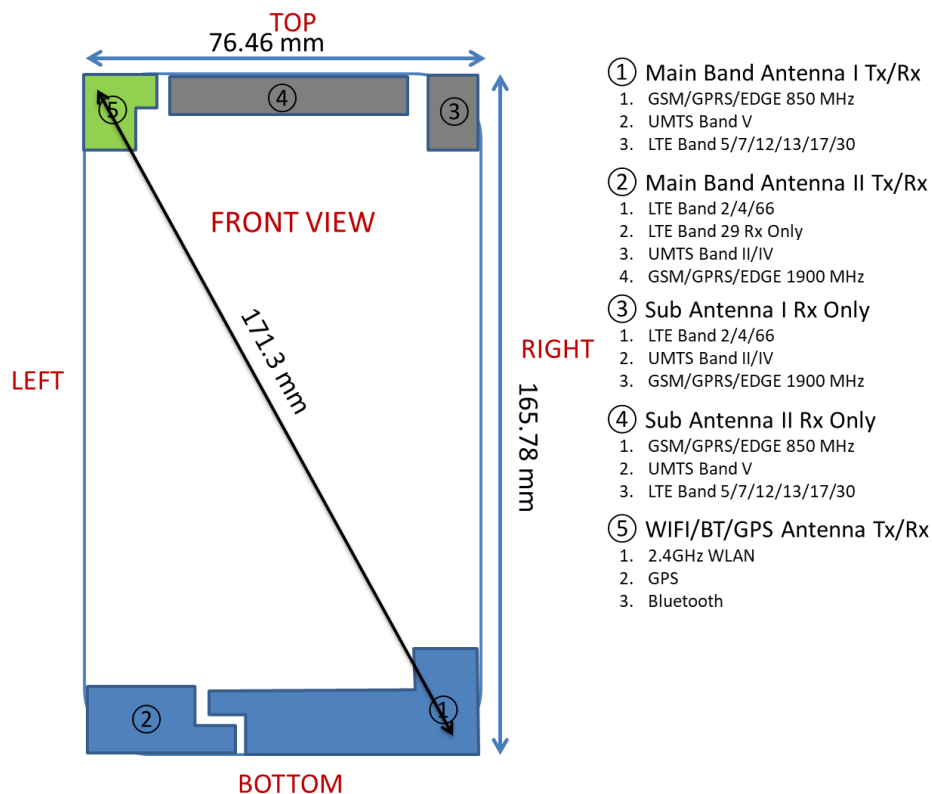 TOP
76.46 mm
⑤
④
③
FRONT VIEW
171.3 mm
LEFT
RIGHT
165.78 mm
②
①
BOTTOM
① Main Band Antenna I Tx/Rx
1. GSM/GPRS/EDGE 850 MHz
2. UMTS Band V
3. LTE Band 5/7/12/13/17/30
② Main Band Antenna II Tx/Rx
1. LTE Band 2/4/66
2. LTE Band 29 Rx Only
3. UMTS Band II/IV
4. GSM/GPRS/EDGE 1900 MHz
③ Sub Antenna I Rx Only
1. LTE Band 2/4/66
2. UMTS Band II/IV
3. GSM/GPRS/EDGE 1900 MHz
④ Sub Antenna II Rx Only
1. GSM/GPRS/EDGE 850 MHz
2. UMTS Band V
3. LTE Band 5/7/12/13/17/30
⑤ WIFI/BT/GPS Antenna Tx/Rx
1. 2.4GHz WLAN
2. GPS
3. Bluetooth